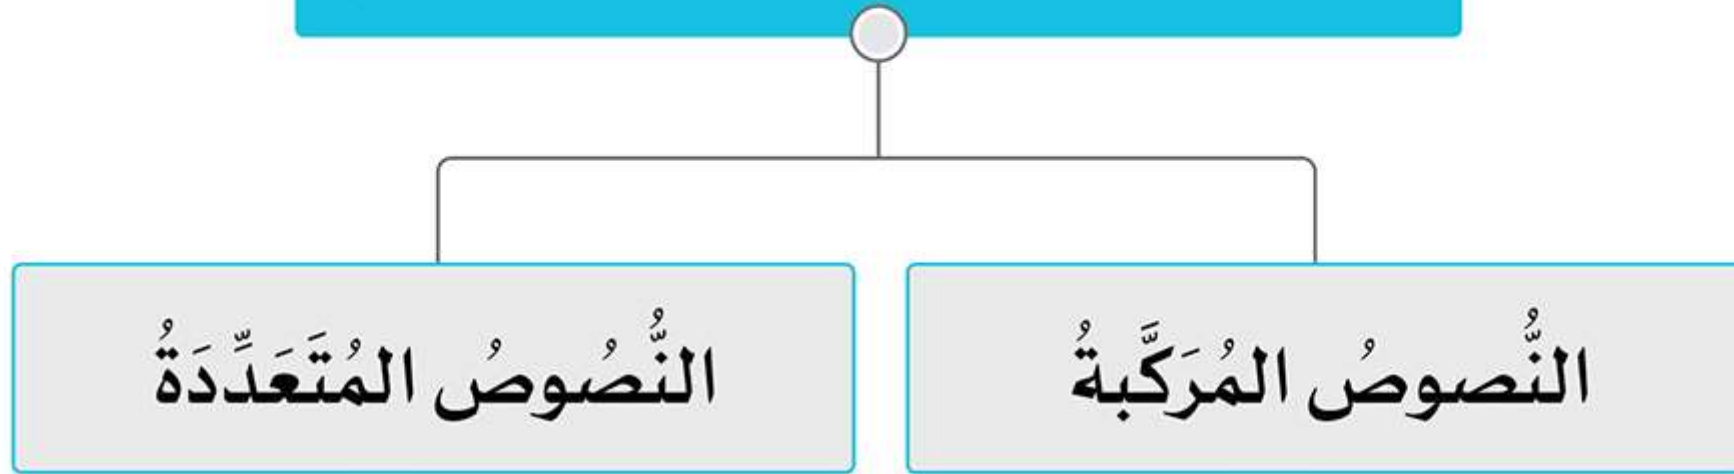 النُّصوصُ المُرَكَّبةُ
النُّصُوصُ المُتَعَدِّدَةُ